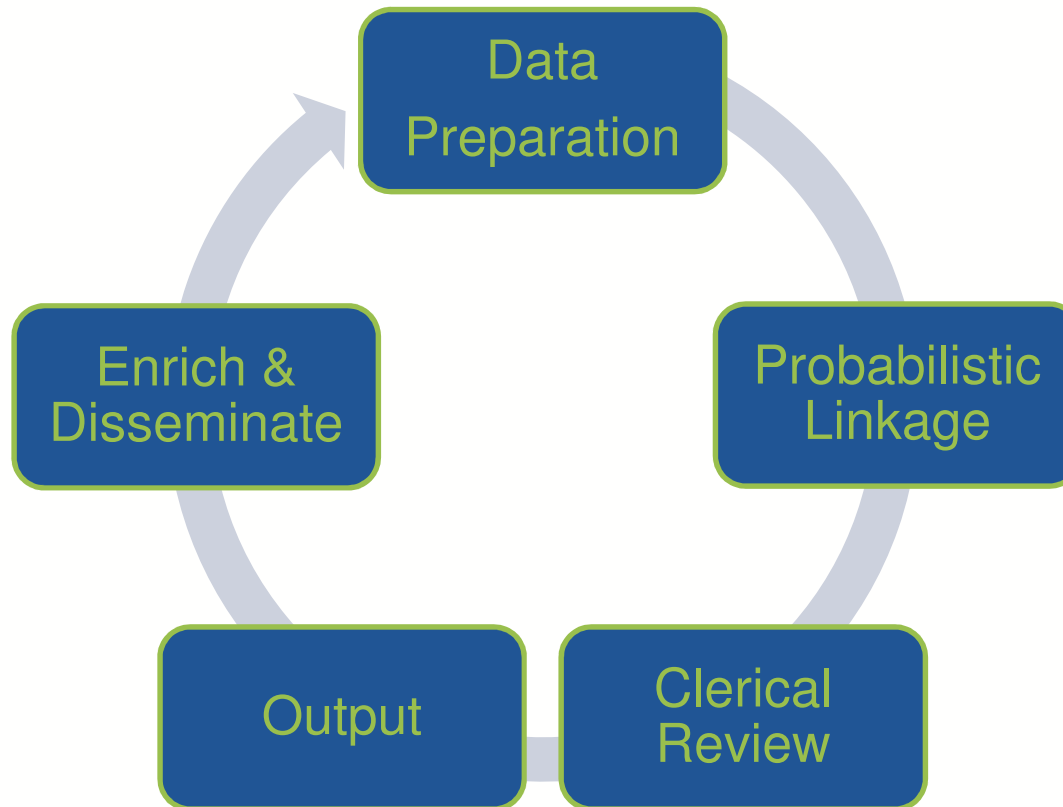 Data
Preparation
Probabilistic
Linkage
Clerical
Review
Output
Enrich &
Disseminate